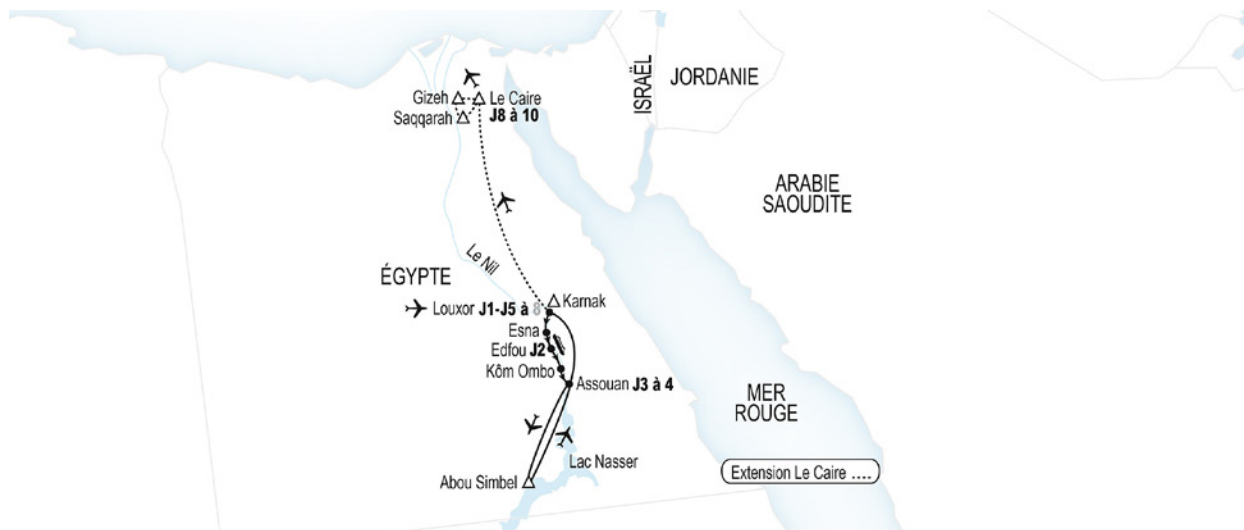 ISRAËL
JORDANIE
Gizeh
Le Caire
Saqqarah
J8 à 10
ARABIE
SAOUDITE
Le Nil
ÉGYPTE
Karnak
Louxor J1-J5 à 8
Esna
Edfou J2
Kôm Ombo
Assouan J3 à 4
MER
ROUGE
Lac Nasser
Extension Le Caire ....
Abou Simbel